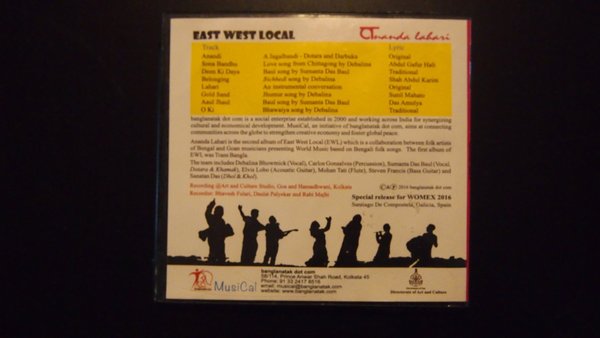 EAST WEST LOCAL
Ananda lahari
Track Lyric
Anandi A Jugalbandi - Dotara and Darbuka Original
Sona Bandhu Love song from Chittagong by Debalina Abdul Gafur Hali
Deen Ki Daya Baul song by Sumanta Das Baul Traditional
Belonging Bichhedi song by Debalina Shah Abdul Karim
Lahari An instrumental conversation Original
Gold Sand Jhumur song by Debalina Sunil Mahato
Aaul Jhaul Baul song by Sumanta Das Baul Das Amulya
O Ki Bhawaiya song by Debalina Traditional
banglanatak dot com is a social enterprise established in 2000 and working across India for synergizing
cultural and economical development. MusiCal, an initiative of banglanatak dot com, aims at connecting
communities across the globe to strengthen creative economy and foster global peace.
Ananda Lahari is the second album of East West Local (EWL) which is a collaboration between folk artists
of Bengal and Goan musicians presenting World Music based on Bengali folk songs. The first album of
EWL was Trans Bangla.
The team includes Debalina Bhowmick (Vocal), Carlos Gonsalves (Percussion), Sumanta Das Baul (Vocal,
Dotara & Khamak), Elvis Lobo (Acoustic Guitar), Mohan Tati (Flute), Steven Francis (Bass Guitar) and
Sanatan Das (Dhol & Khol).
Recording @Art and Culture Studio, Goa and Hamsadhwani, Kolkata
Recordist: Bhavesh Fulari, Daulat Palyekar and Rabi Majhi
©℗ 2016 banglanatak dot com
Special release for WOMEX 2016
Santiago De Compostela, Galicia, Spain
MusiCal
banglanatak dot com
58/114, Prince Anwar Shah Road, Kolkata 45
Phone: 91 33 2417 8516
email: musical@banglanatak.com
website: www.banglanatak.com
Directorate of Art and Culture